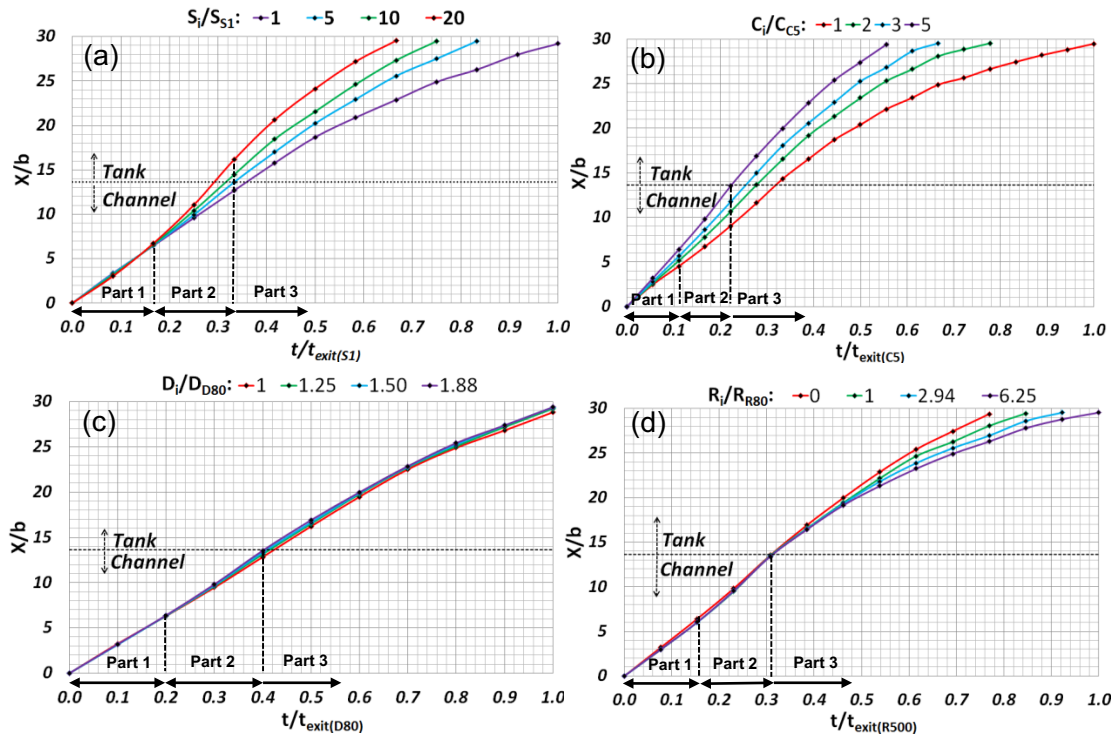 S_i/S_S1: 1 5 10 20
(a)
X/b
30
25
20
15
10
5
0
Tank
Channel
Part 1 Part 2 Part 3
0.0 0.1 0.2 0.3 0.4 0.5 0.6 0.7 0.8 0.9 1.0
t/t_exit(S1)
C_i/C_C5: 1 2 3 5
(b)
X/b
30
25
20
15
10
5
0
Tank
Channel
Part 1 Part 2 Part 3
0.0 0.1 0.2 0.3 0.4 0.5 0.6 0.7 0.8 0.9 1.0
t/t_exit(C5)
D_i/D_D80: 1 1.25 1.50 1.88
(c)
X/b
30
25
20
15
10
5
0
Tank
Channel
Part 1 Part 2 Part 3
0.0 0.1 0.2 0.3 0.4 0.5 0.6 0.7 0.8 0.9 1.0
t/t_exit(D80)
R_i/R_R80: 0 1 2.94 6.25
(d)
X/b
30
25
20
15
10
5
0
Tank
Channel
Part 1 Part 2 Part 3
0.0 0.1 0.2 0.3 0.4 0.5 0.6 0.7 0.8 0.9 1.0
t/t_exit(R500)